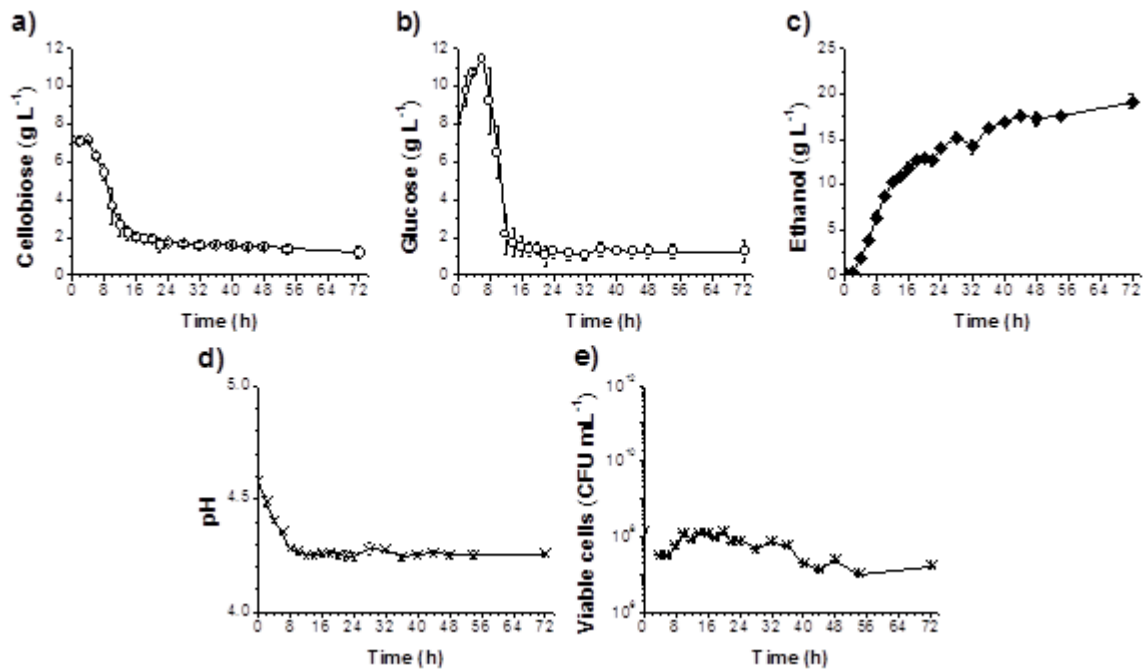 a)
b)
c)
12
10
8
6
4
2
0
Cellobiose (g L⁻¹)
0 8 16 24 32 40 48 56 64 72
Time (h)
12
10
8
6
4
2
0
Glucose (g L⁻¹)
0 8 16 24 32 40 48 56 64 72
Time (h)
25
20
15
10
5
0
Ethanol (g L⁻¹)
0 8 16 24 32 40 48 56 64 72
Time (h)
d)
e)
5.0
4.5
4.0
pH
0 8 16 24 32 40 48 56 64 72
Time (h)
10¹²
10¹⁰
10⁸
10⁶
Viable cells (CFU mL⁻¹)
0 8 16 24 32 40 48 56 64 72
Time (h)